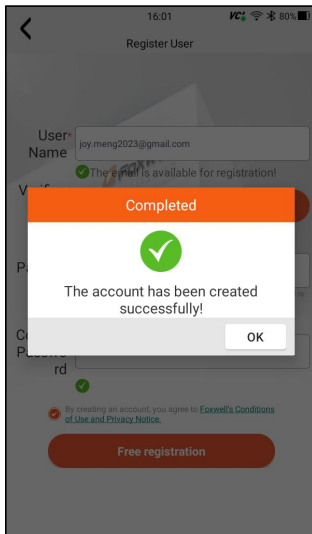 16:01
VC
80%
Register User
User*
Name
joy.meng2023@gmail.com
The email is available for registration!
Completed
The account has been created
successfully!
OK
Passwo
rd
By creating an account, you agree to Foxwell's Conditions
of Use and Privacy Notice.
Free registration